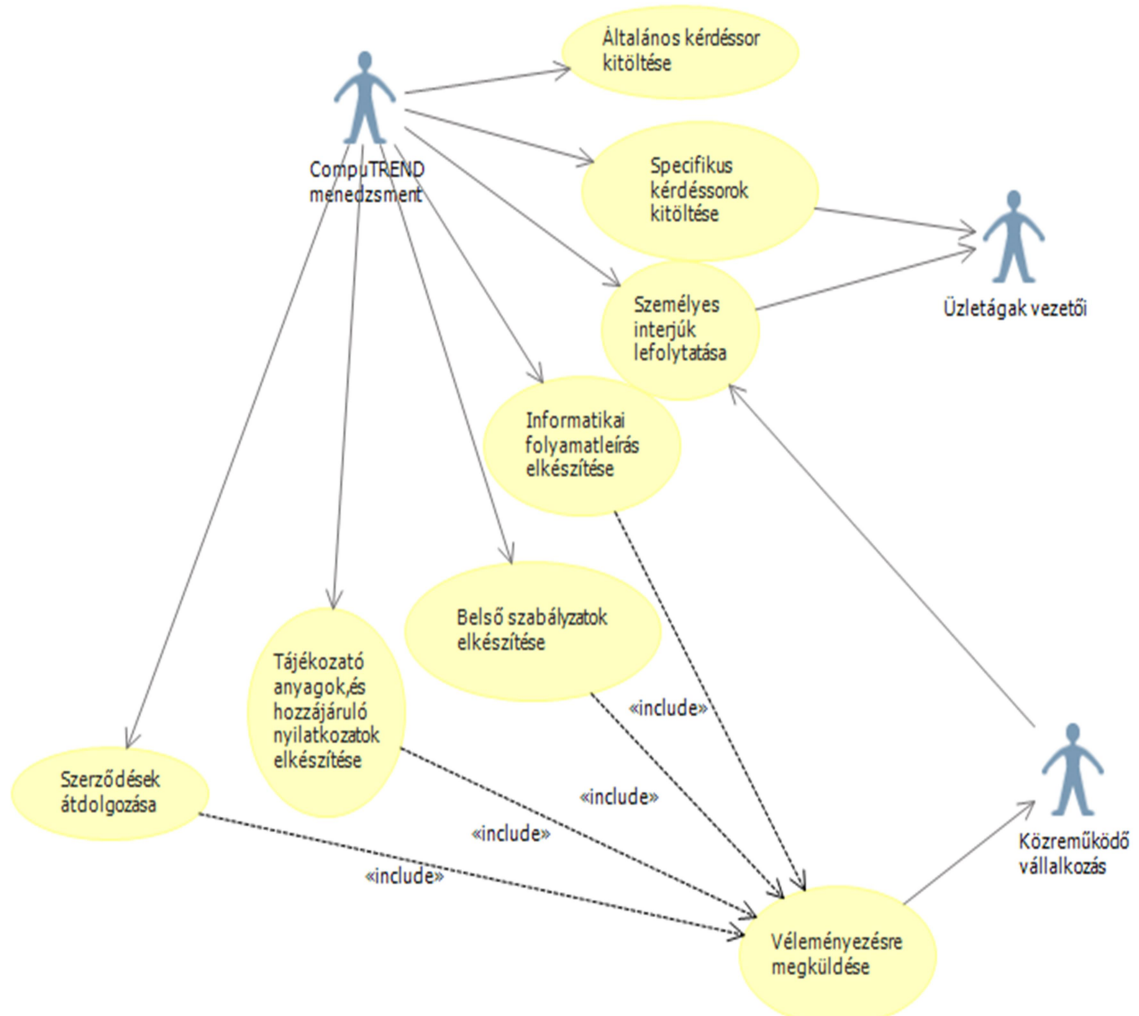 Általános kérdéssor
kitöltése
CompuTREND
menedzsment
Specifikus
kérdéssorok
kitöltése
Üzletágak vezetői
Személyes
interjúk
lefolytatása
Informatikai
folyamatleírás
elkészítése
Belső szabályzatok
elkészítése
Tájékozató
anyagok,és
hozzájáruló
nyilatkozatok
elkészítése
Szerződések
átdolgozása
«include»
«include»
«include»
«include»
Közreműködő
vállalkozás
Véleményezésre
megküldése